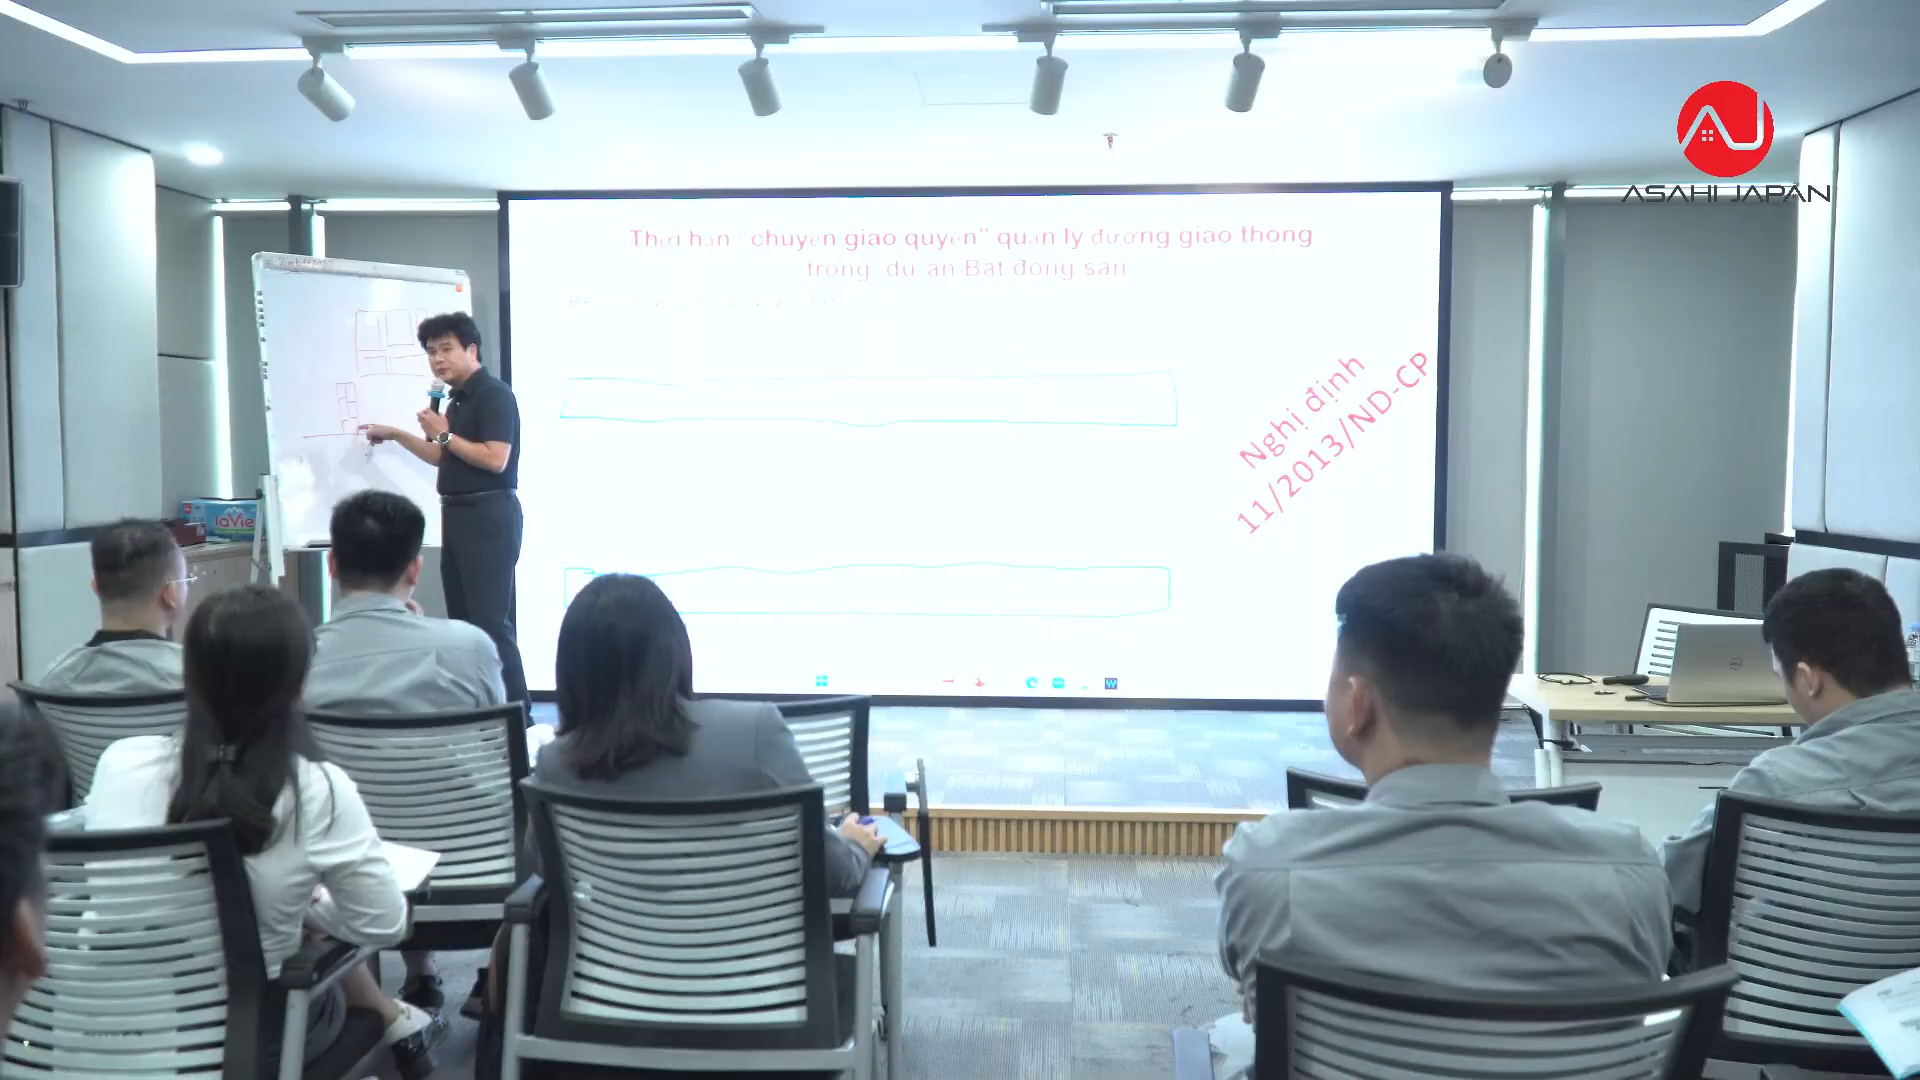 ASAHI JAPAN
Thời hạn "chuyển giao quyền" quản lý đường giao thông
trong dự án Bất động sản
Nghị định
11/2013/NĐ-CP
laVie
DELL